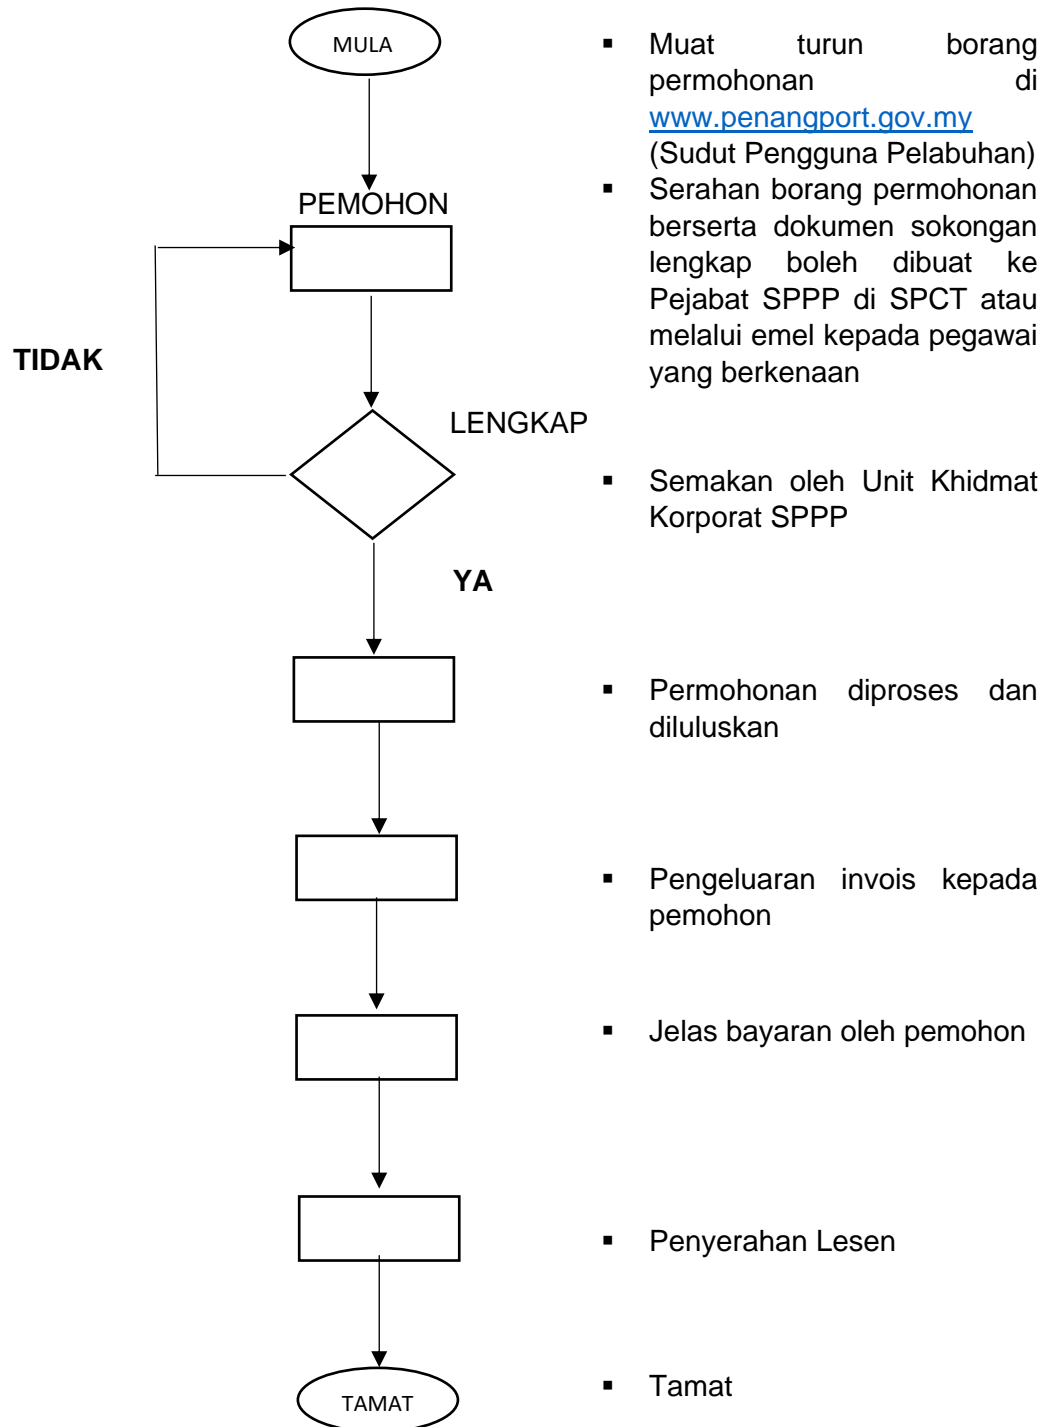 MULA
▪ Muat turun borang
permohonan di
www.penangport.gov.my
(Sudut Pengguna Pelabuhan)
▪ Serahan borang permohonan
berserta dokumen sokongan
lengkap boleh dibuat ke
Pejabat SPPP di SPCT atau
melalui emel kepada pegawai
yang berkenaan
PEMOHON
TIDAK
LENGKAP
▪ Semakan oleh Unit Khidmat
Korporat SPPP
YA
▪ Permohonan diproses dan
diluluskan
▪ Pengeluaran invois kepada
pemohon
▪ Jelas bayaran oleh pemohon
▪ Penyerahan Lesen
TAMAT
▪ Tamat